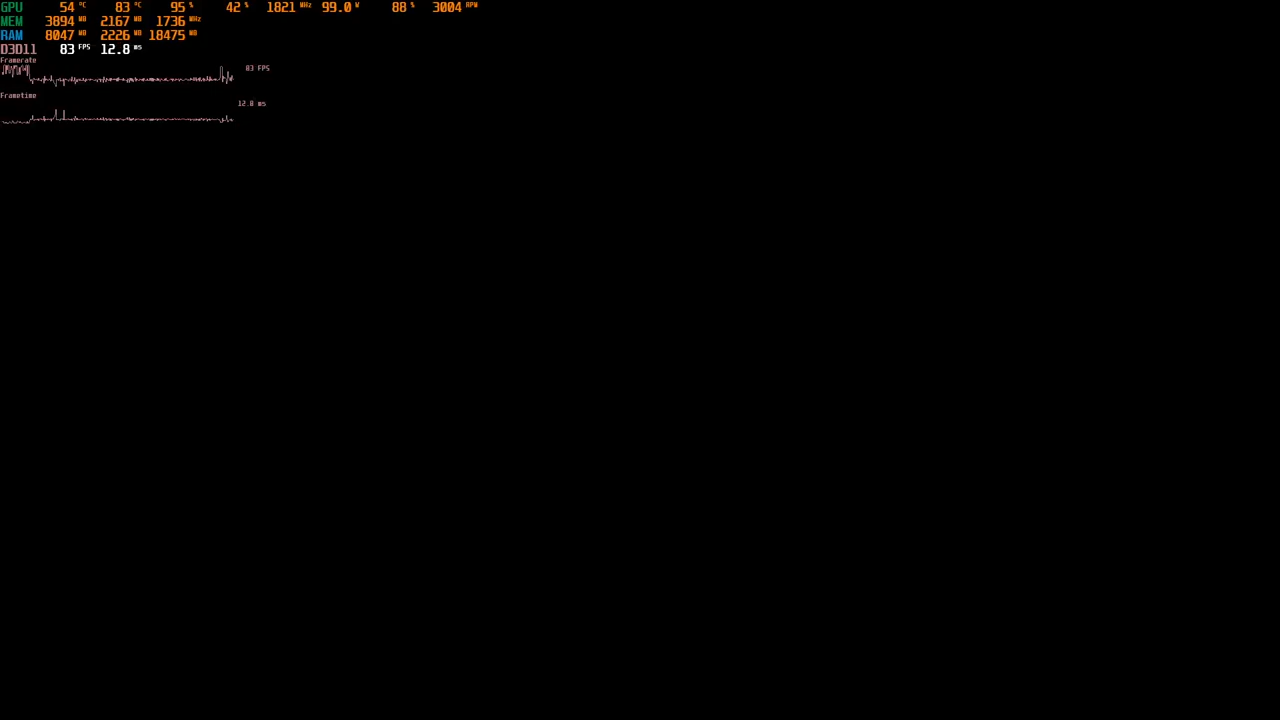 GPU 54 °C 83 °C 95 % 42 % 1821 MHz 99.0 W 88 % 3004 RPM
MEM 3894 MB 2167 MB 1736 MHz
RAM 8047 MB 2226 MB 18475 MB
D3D11 83 FPS 12.8 ms
Framerate
83 FPS
Frametime
12.8 ms